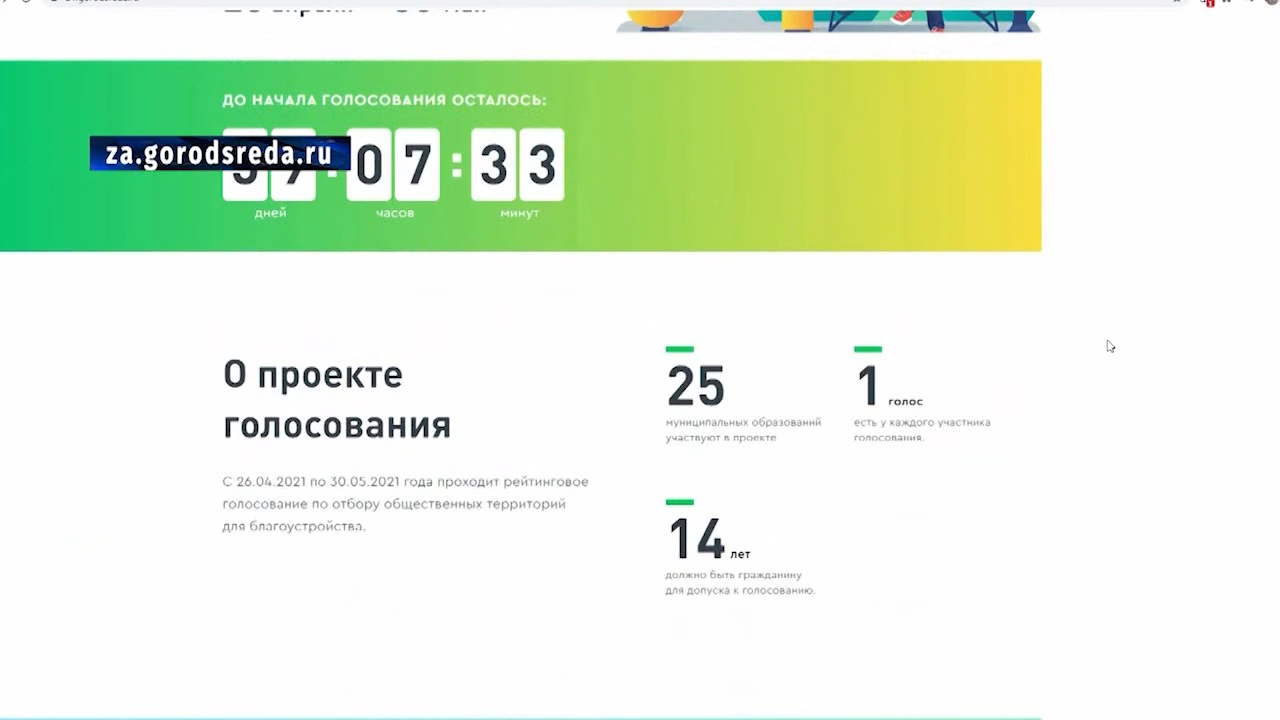 ДО НАЧАЛА ГОЛОСОВАНИЯ ОСТАЛОСЬ:
za.gorodsreda.ru
: 07 : 33
дней часов минут
О проекте
голосования
С 26.04.2021 по 30.05.2021 года проходит рейтинговое
голосование по отбору общественных территорий
для благоустройства.
25
муниципальных образований
участвуют в проекте
1 голос
есть у каждого участника
голосования.
14 лет
должно быть гражданину
для допуска к голосованию.